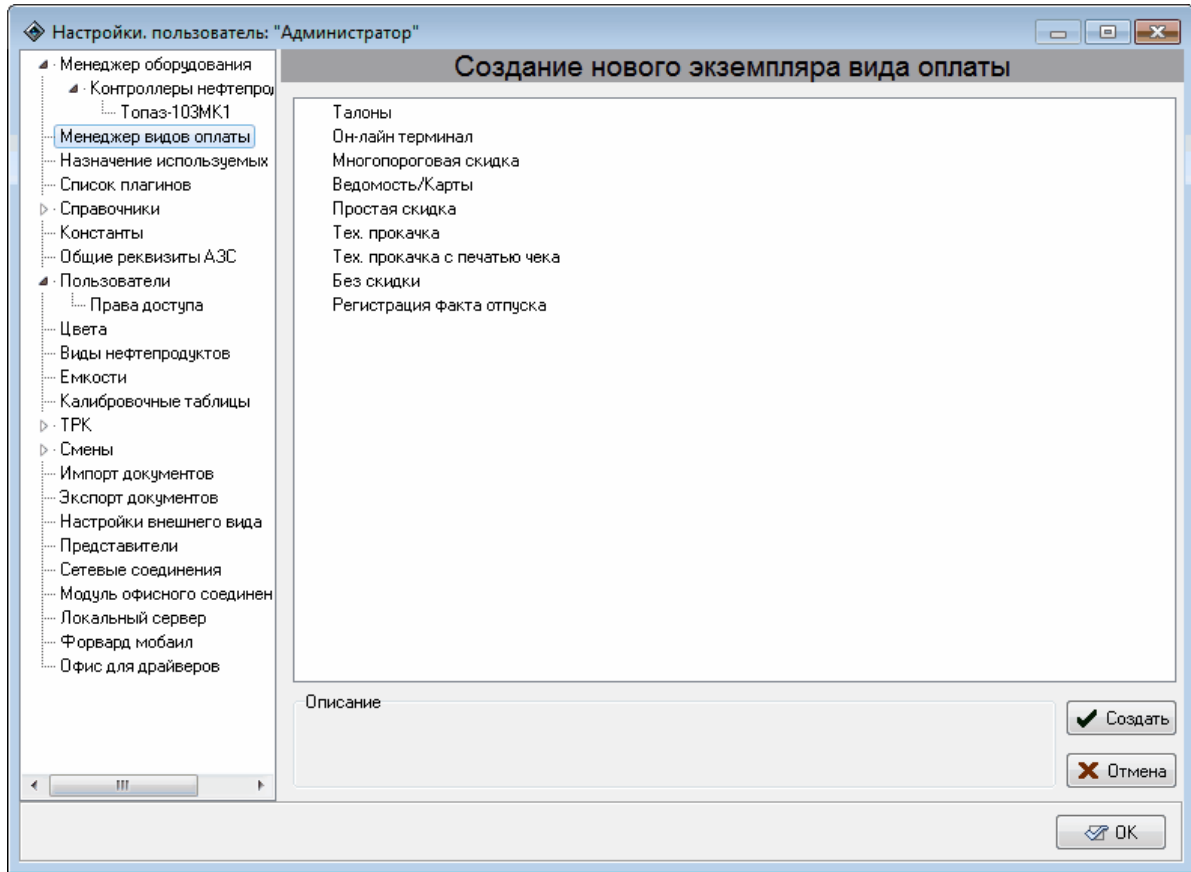 Настройки. пользователь: "Администратор"
Менеджер оборудования
Контроллеры нефтепро
Топаз-103МК1
Менеджер видов оплаты
Назначение используемых
Список плагинов
Справочники
Константы
Общие реквизиты АЗС
Пользователи
Права доступа
Цвета
Виды нефтепродуктов
Емкости
Калибровочные таблицы
ТРК
Смены
Импорт документов
Экспорт документов
Настройки внешнего вида
Представители
Сетевые соединения
Модуль офисного соединен
Локальный сервер
Форвард мобаил
Офис для драйверов
Создание нового экземпляра вида оплаты
Талоны
Он-лайн терминал
Многопороговая скидка
Ведомость/Карты
Простая скидка
Тех. прокачка
Тех. прокачка с печатью чека
Без скидки
Регистрация факта отпуска
Описание
Создать
Отмена
OK